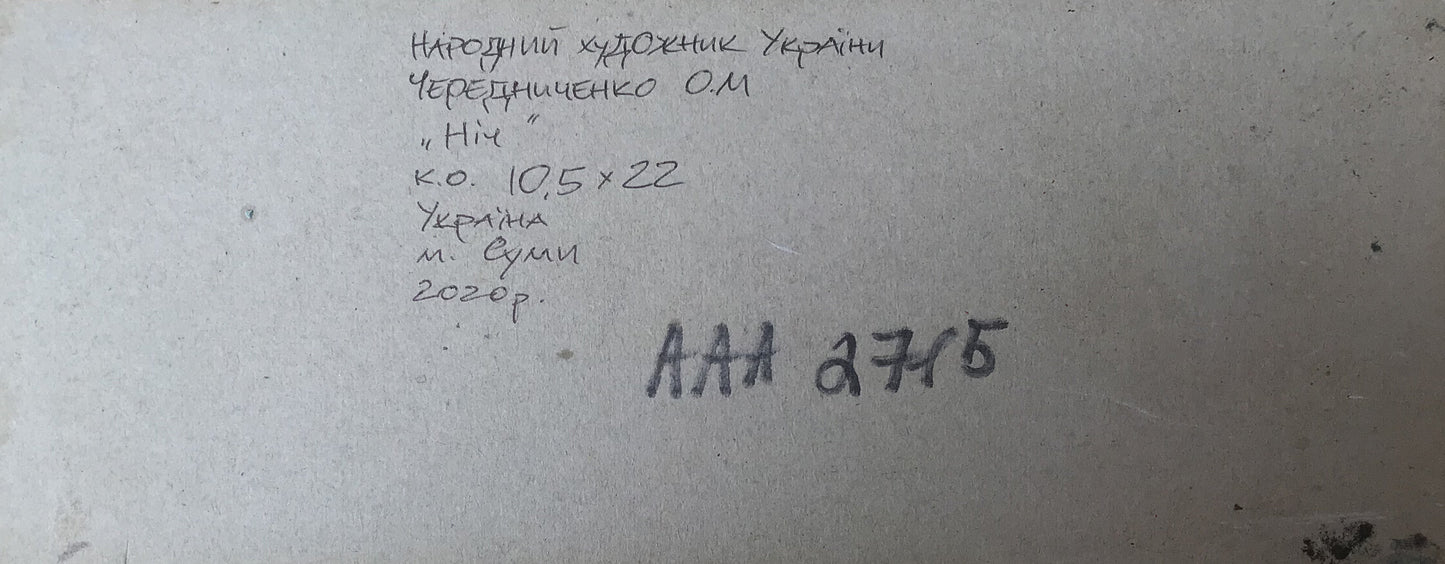 Народний художник України
Чередниченко О.М
„Ніч"
к.о. 10,5 × 22
Україна
м. Суми
2020р.
ААА 2715